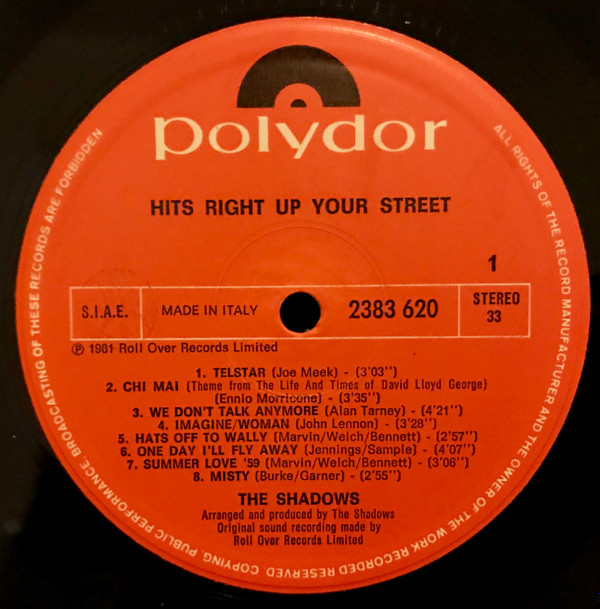 polydor
HITS RIGHT UP YOUR STREET
1
S.I.A.E.
MADE IN ITALY
2383 620
STEREO
33
℗ 1981 Roll Over Records Limited
1. TELSTAR (Joe Meek) - (3'03'')
2. CHI MAI (Theme from The Life And Times of David Lloyd George)
(Ennio Morricone) - (3'35'')
3. WE DON'T TALK ANYMORE (Alan Tarney) - (4'21'')
4. IMAGINE/WOMAN (John Lennon) - (3'28'')
5. HATS OFF TO WALLY (Marvin/Welch/Bennett) - (2'57'')
6. ONE DAY I'LL FLY AWAY (Jennings/Sample) - (4'07'')
7. SUMMER LOVE '59 (Marvin/Welch/Bennett) - (3'06'')
8. MISTY (Burke/Garner) - (2'55'')
THE SHADOWS
Arranged and produced by The Shadows
Original sound recording made by
Roll Over Records Limited
ALL RIGHTS OF THE RECORD MANUFACTURER AND THE OWNER OF THE WORK RECORDED RESERVED. COPYING, PUBLIC PERFORMANCE, BROADCASTING OF THESE RECORDS ARE FORBIDDEN